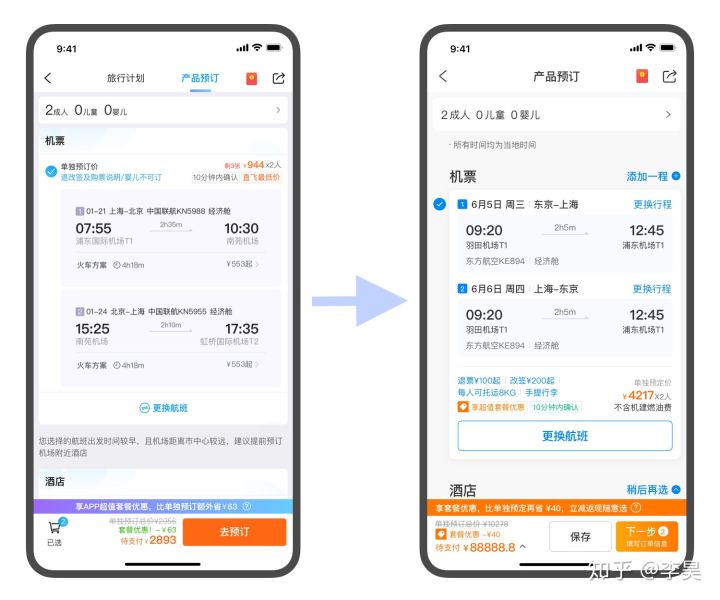 9:41
旅行计划
产品预订
2成人 0儿童 0婴儿
机票
单独预订价
剩3张 ¥944x2人
退改签及购票说明/婴儿不可订
10分钟内确认
直飞最低价
1 01-21 上海-北京 中国联航KN5988 经济舱
07:55
2h35m
10:30
浦东国际机场T1
南苑机场
火车方案
4h18m
¥553起
2 01-24 北京-上海 中国联航KN5955 经济舱
15:25
2h10m
17:35
南苑机场
虹桥国际机场T2
火车方案
4h18m
¥553起
更换航班
您选择的航班出发时间较早，且机场距离市中心较远，建议提前预订
机场附近酒店
酒店
享APP超值套餐优惠，比单独预订额外省¥63
2
已选
单独预订总价¥2956
套餐优惠！-¥63
待支付 ¥2893
去预订
9:41
产品预订
2成人 0儿童 0婴儿
· 所有时间均为当地时间
机票
添加一程
1 6月5日 周三 东京-上海
更换行程
09:20
2h5m
12:45
羽田机场T1
浦东机场T1
东方航空KE894 经济舱
2 6月6日 周四 上海-东京
更换行程
09:20
2h5m
12:45
羽田机场T1
浦东机场T1
东方航空KE894 经济舱
退票¥100起 改签¥200起
单独预定价
每人可托运8KG 手提行李
¥4217X2人
享超值套餐优惠
10分钟内确认
不含机建燃油费
更换航班
酒店
稍后再选
享套餐优惠，比单独预定再省 ¥40，立减返现随意选
单独预订总价¥10278
套餐优惠 -¥40
待支付 ¥88888.8
保存
下一步 2
填写订单信息
知乎 @李昊